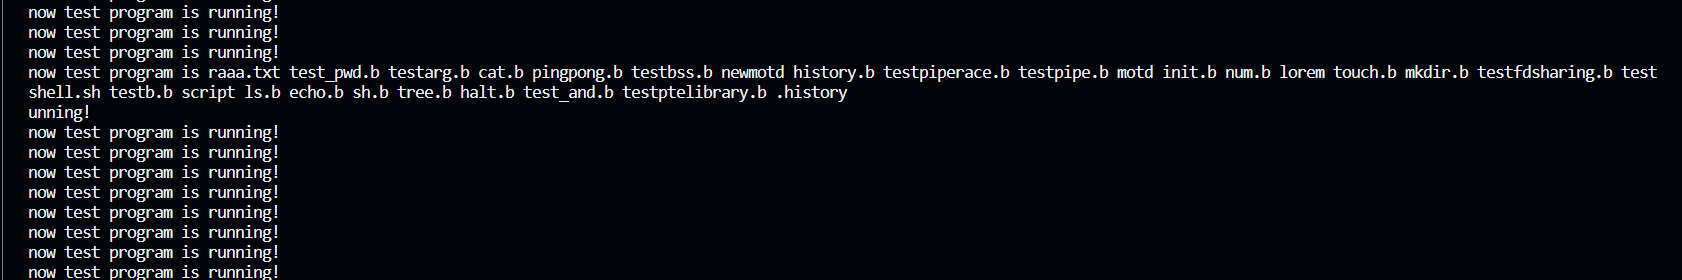 now test program is running!
now test program is running!
now test program is running!
now test program is raaa.txt test_pwd.b testarg.b cat.b pingpong.b testbss.b newmotd history.b testpiperace.b testpipe.b motd init.b num.b lorem touch.b mkdir.b testfdsharing.b test
shell.sh testb.b script ls.b echo.b sh.b tree.b halt.b test_and.b testptelibrary.b .history
unning!
now test program is running!
now test program is running!
now test program is running!
now test program is running!
now test program is running!
now test program is running!
now test program is running!
now test program is running!